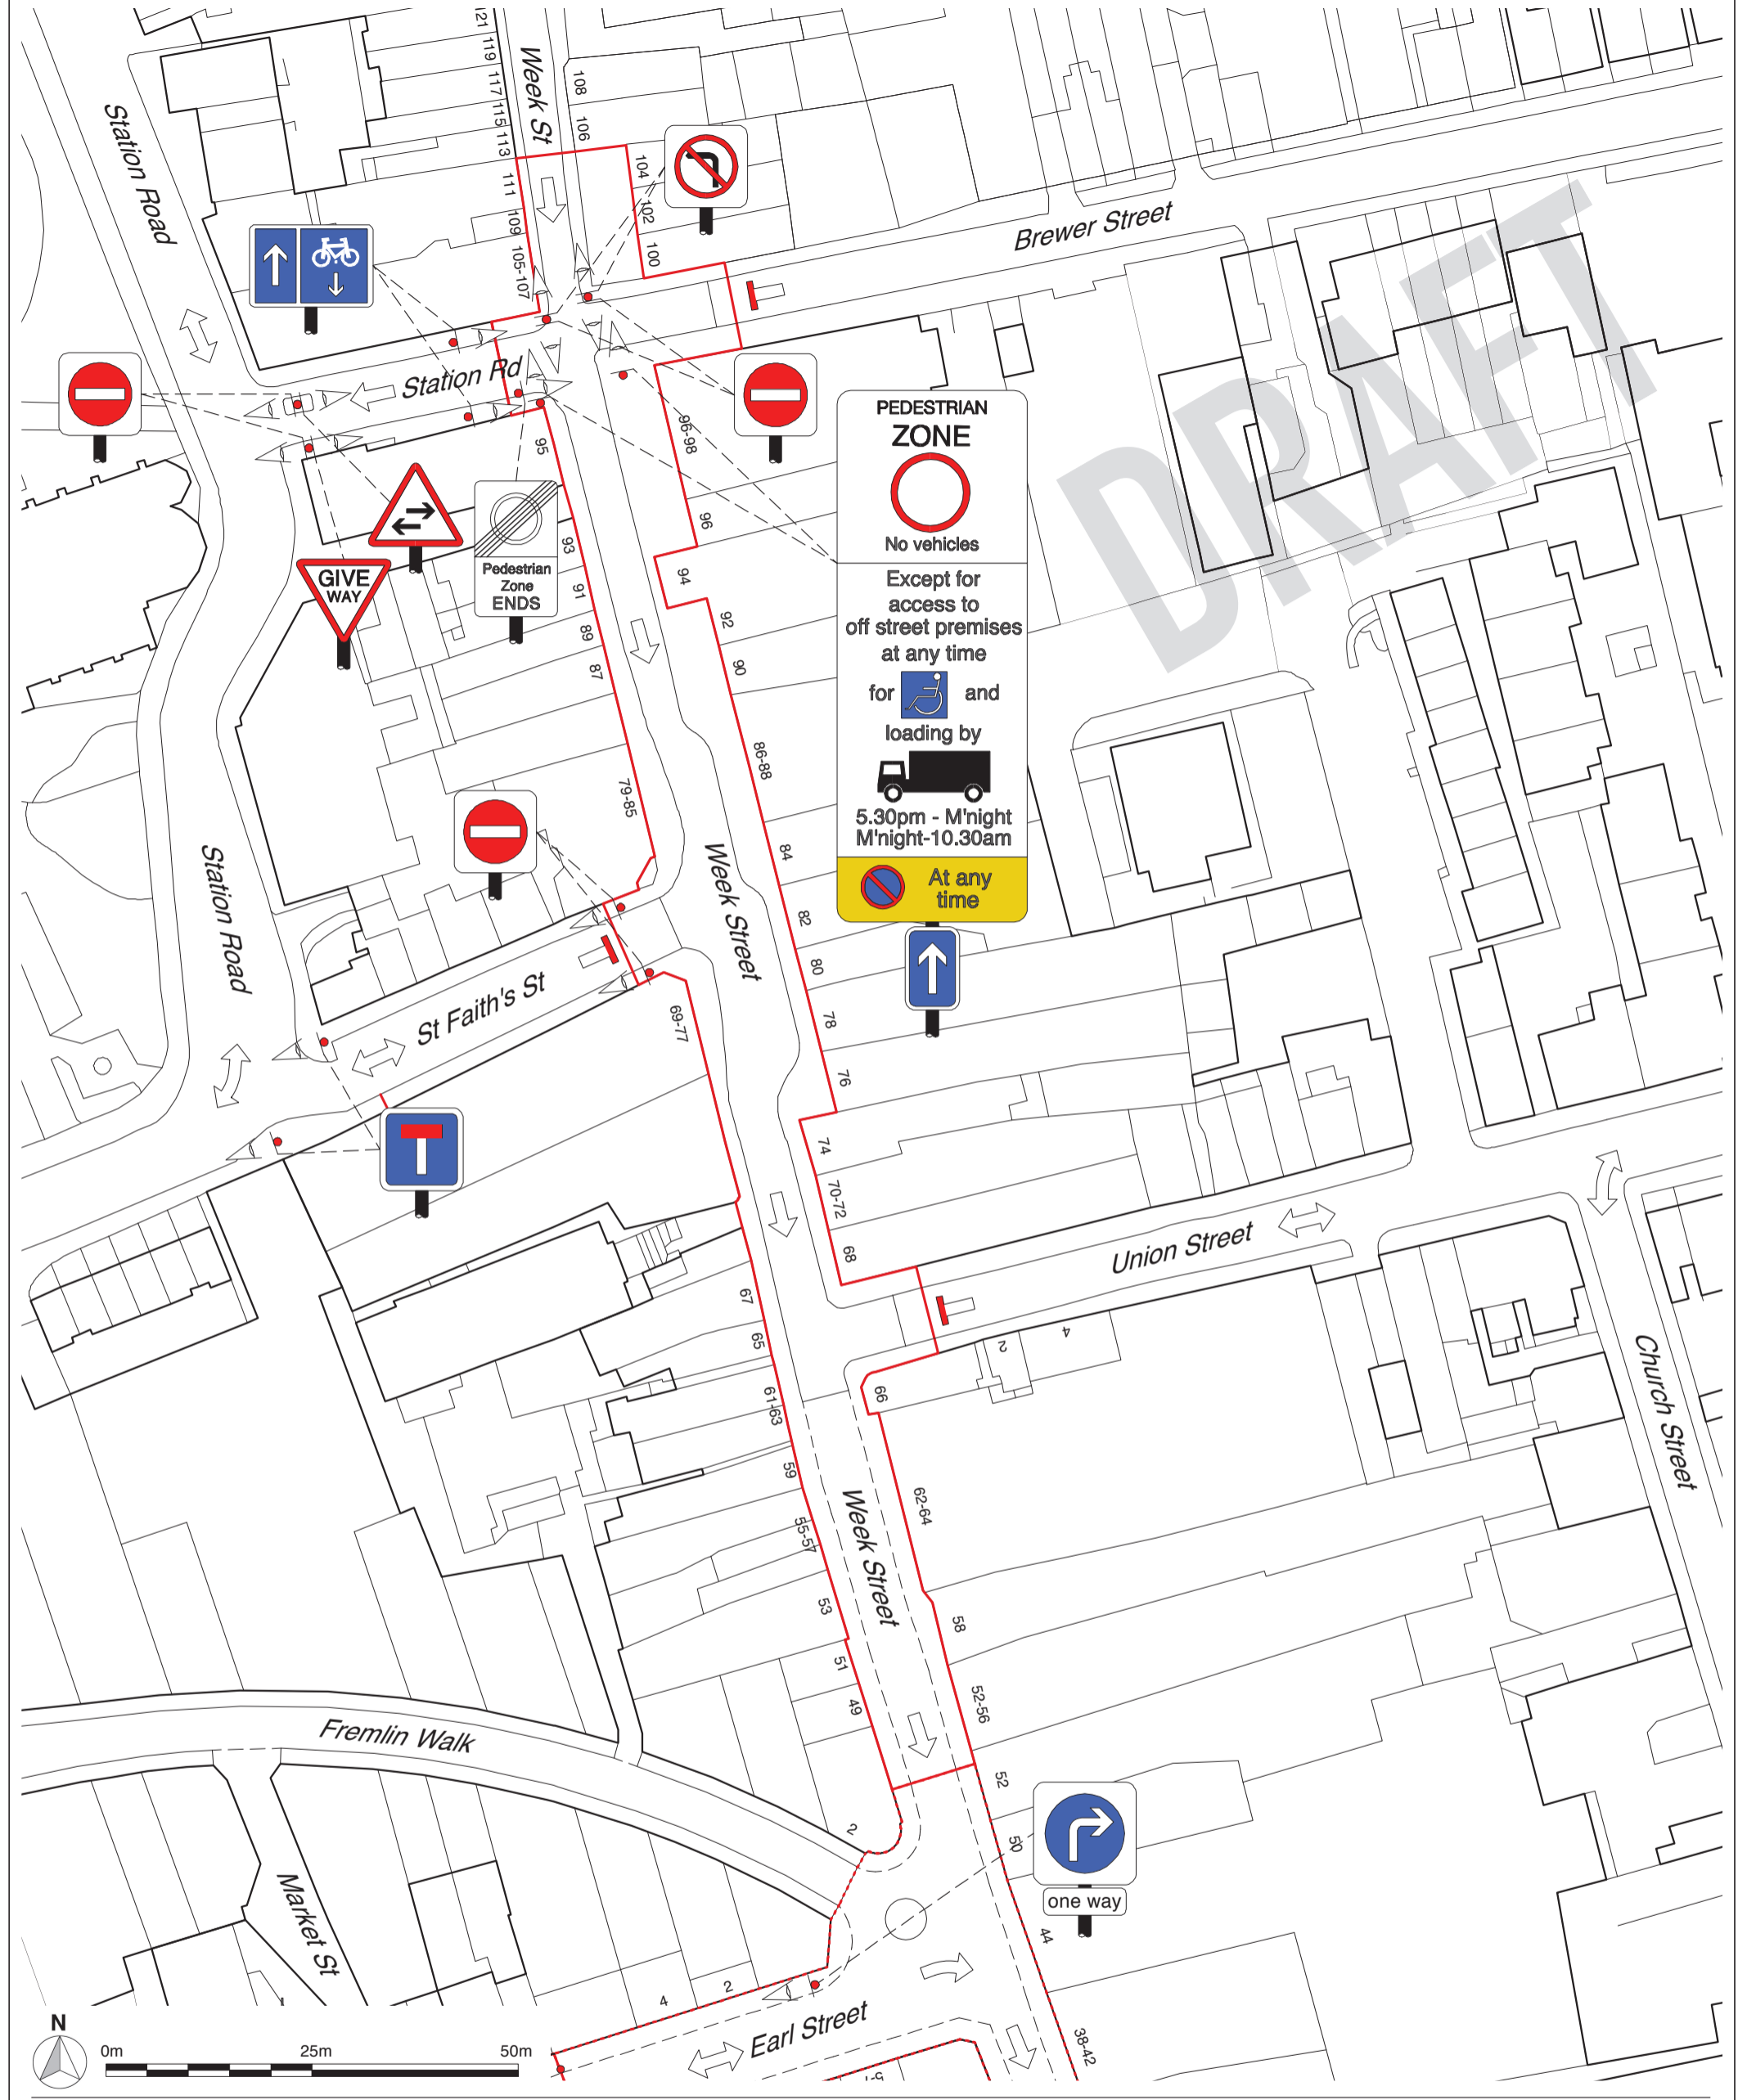 121
119
117
115
113
111
109
105-107
Week St
108
106
104
102
100
Station Road
Brewer Street
Station Rd
95
93
91
89
87
79-85
96-98
96
94
92
90
86-88
84
82
80
78
76
74
70-72
68
GIVE
WAY
Pedestrian
Zone
ENDS
PEDESTRIAN
ZONE
No vehicles
Except for
access to
off street premises
at any time
for and
loading by
5.30pm - M'night
M'night-10.30am
At any
time
DRAFT
Station Road
Week Street
St Faith's St
69-77
67
65
61-63
59
55-57
53
51
49
Union Street
2
4
66
62-64
58
52-56
52
50
44
38-42
Church Street
Week Street
Fremlin Walk
Market St
2
one way
4
2
Earl Street
N
0m 25m 50m